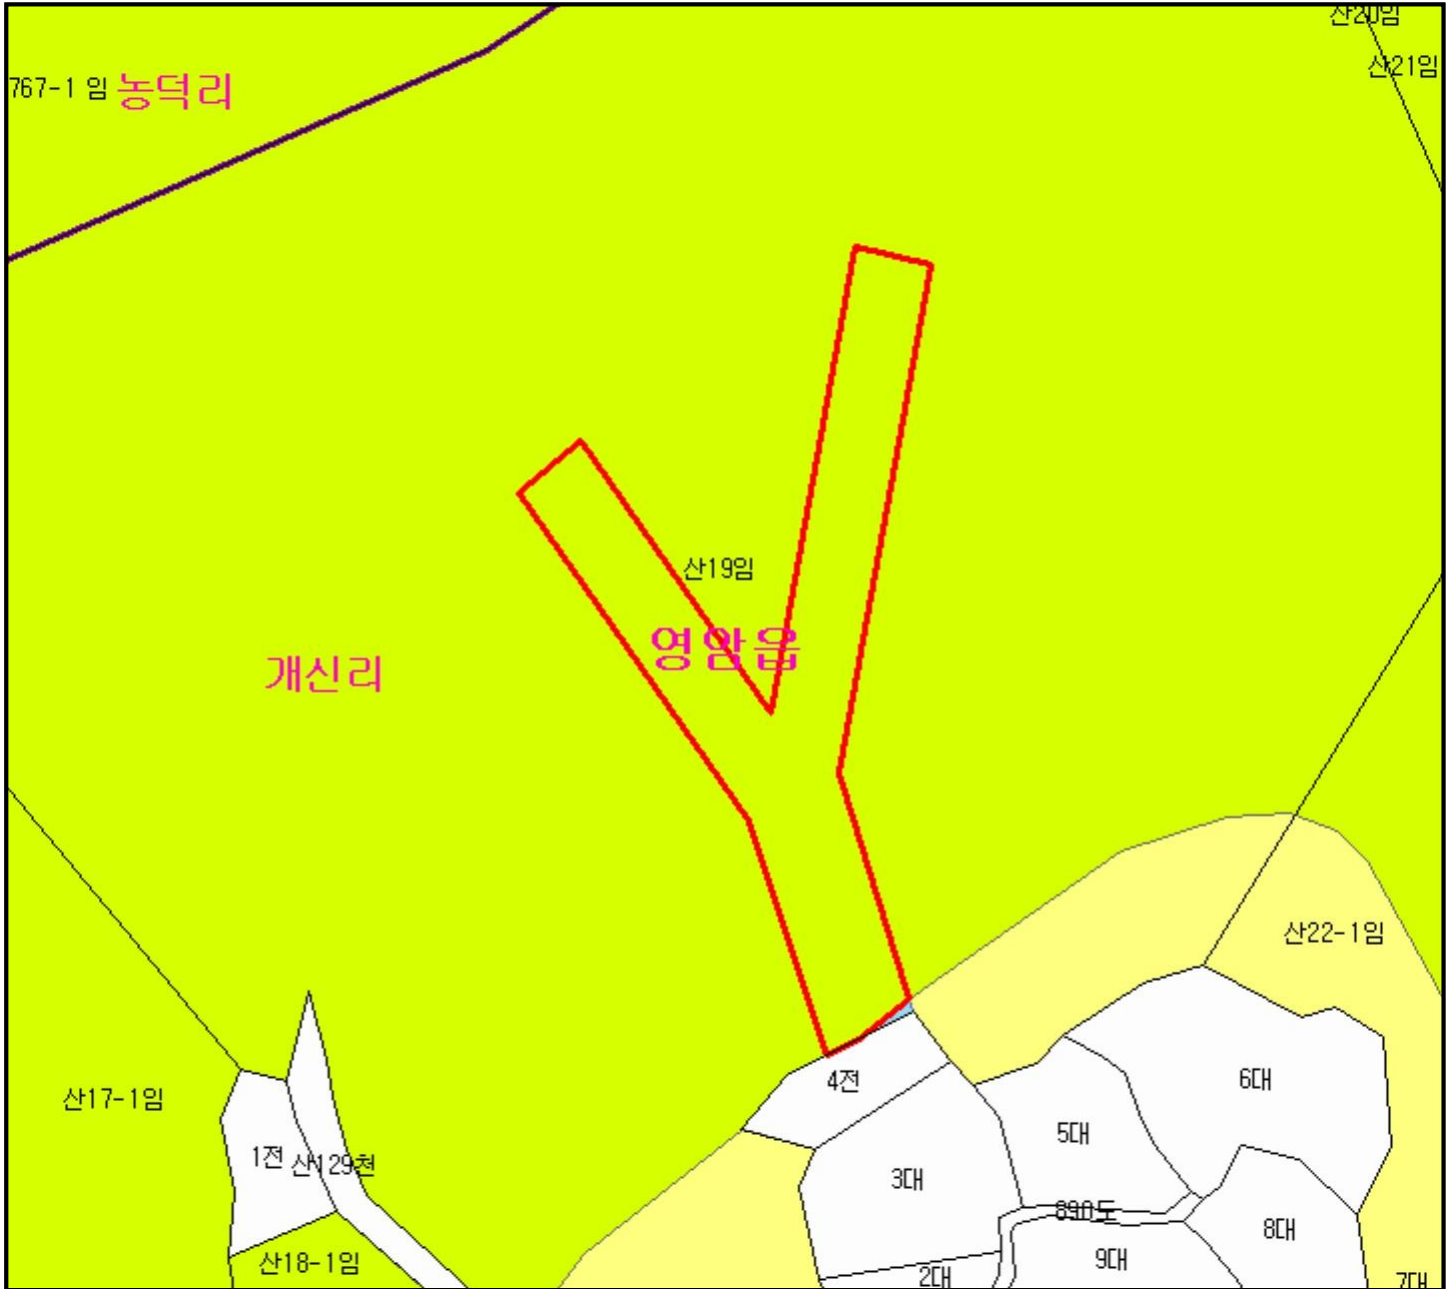 산20임
산21임
767-1 임
농덕리
산19임
영암읍
개신리
산22-1임
산17-1임
4전
6대
5대
1전
산129천
3대
890도
8대
산18-1임
9대
2대
7대